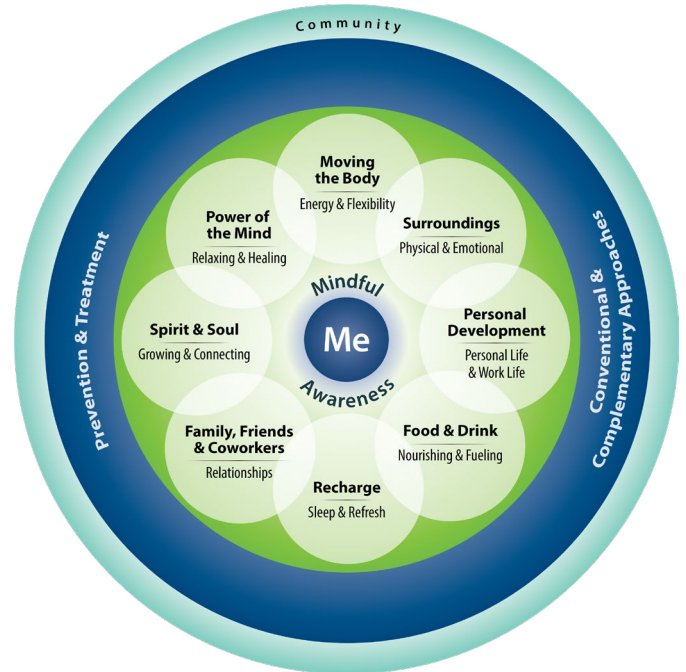 Community
Prevention & Treatment
Conventional &
Complementary Approaches
Moving
the Body
Energy & Flexibility
Surroundings
Physical & Emotional
Personal
Development
Personal Life
& Work Life
Food & Drink
Nourishing & Fueling
Recharge
Sleep & Refresh
Family, Friends
& Coworkers
Relationships
Spirit & Soul
Growing & Connecting
Power of
the Mind
Relaxing & Healing
Mindful
Me
Awareness